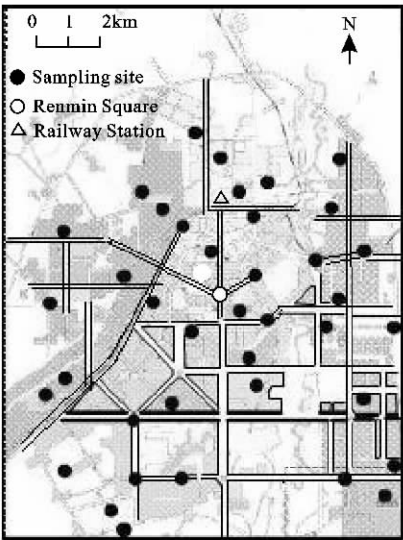 0 1 2km
N
Sampling site
Renmin Square
Railway Station